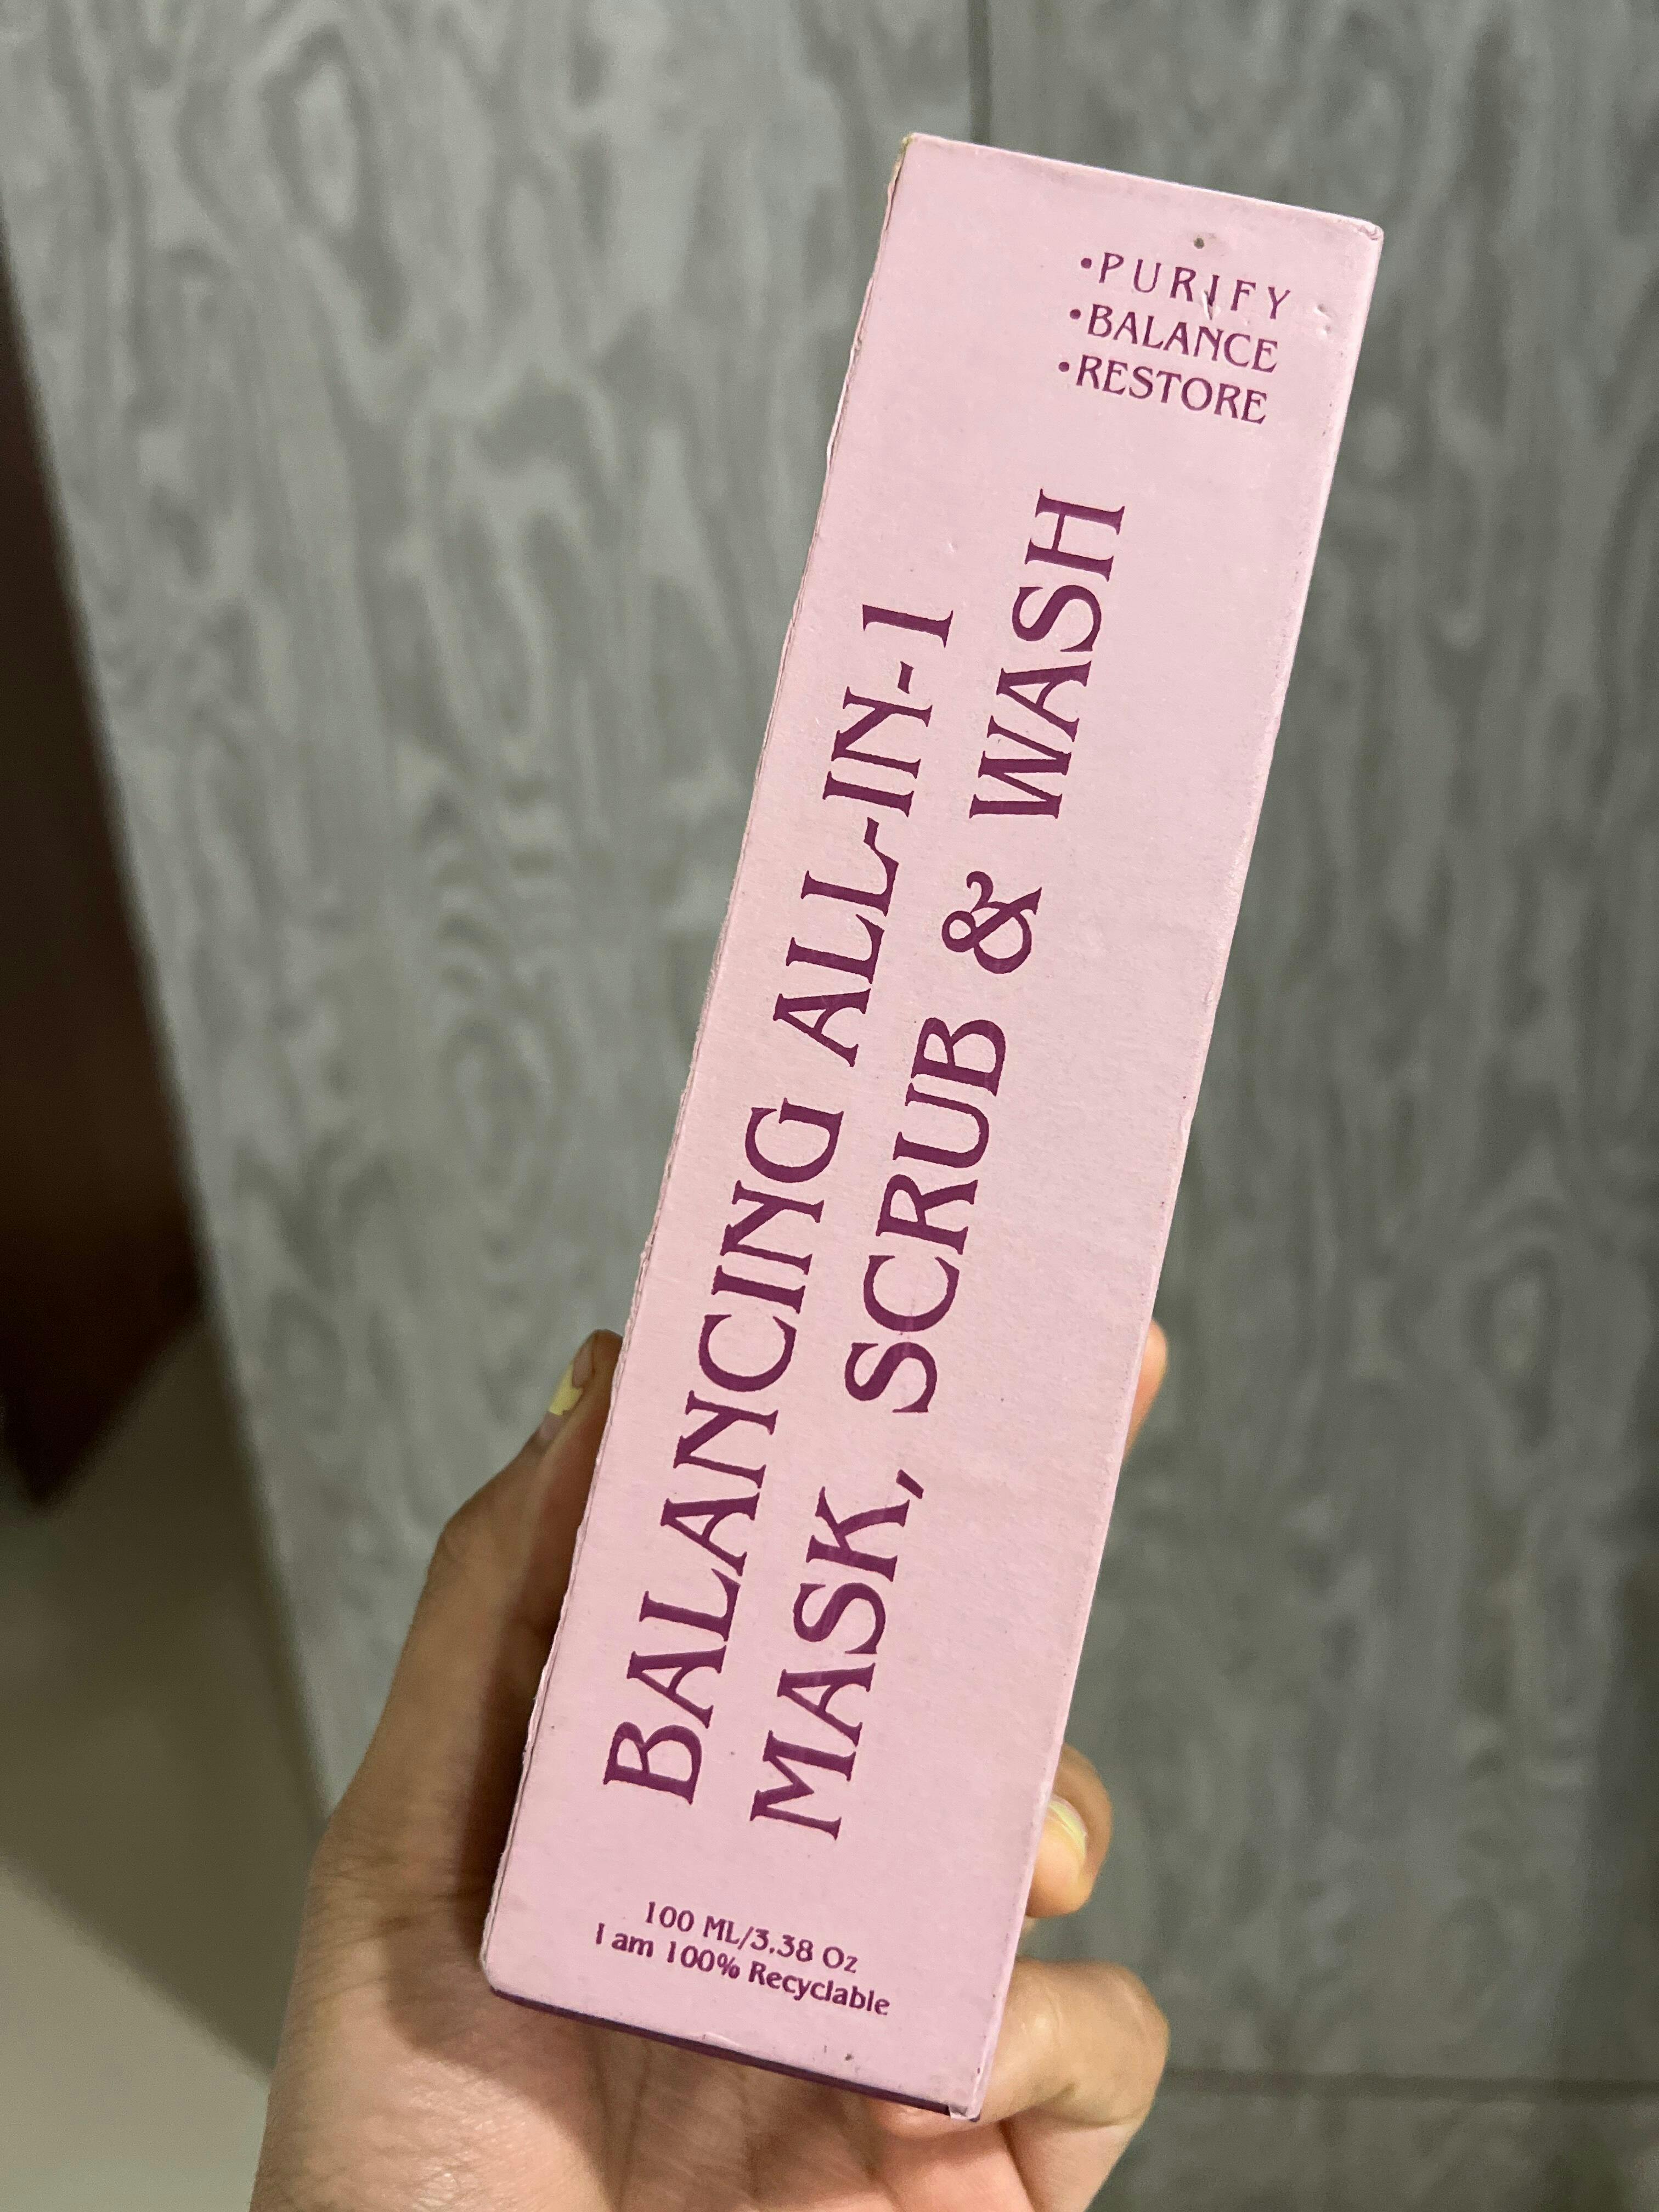 •PURIFY
•BALANCE
•RESTORE
BALANCING ALL-IN-1
MASK, SCRUB & WASH
100 ML/3.38 Oz
I am 100% Recyclable